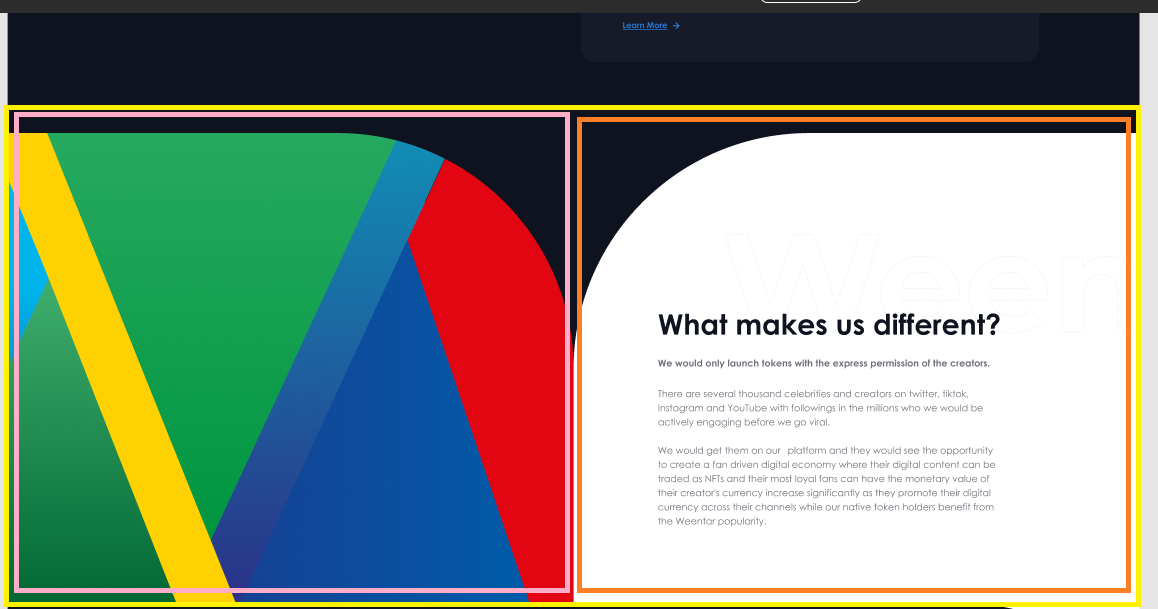 Learn More →
Ween
What makes us different?
We would only launch tokens with the express permission of the creators.
There are several thousand celebrities and creators on twitter, tiktok,
Instagram and YouTube with followings in the millions who we would be
actively engaging before we go viral.
We would get them on our  platform and they would see the opportunity
to create a fan driven digital economy where their digital content can be
traded as NFTs and their most loyal fans can have the monetary value of
their creator's currency increase significantly as they promote their digital
currency across their channels while our native token holders benefit from
the Weentar popularity.